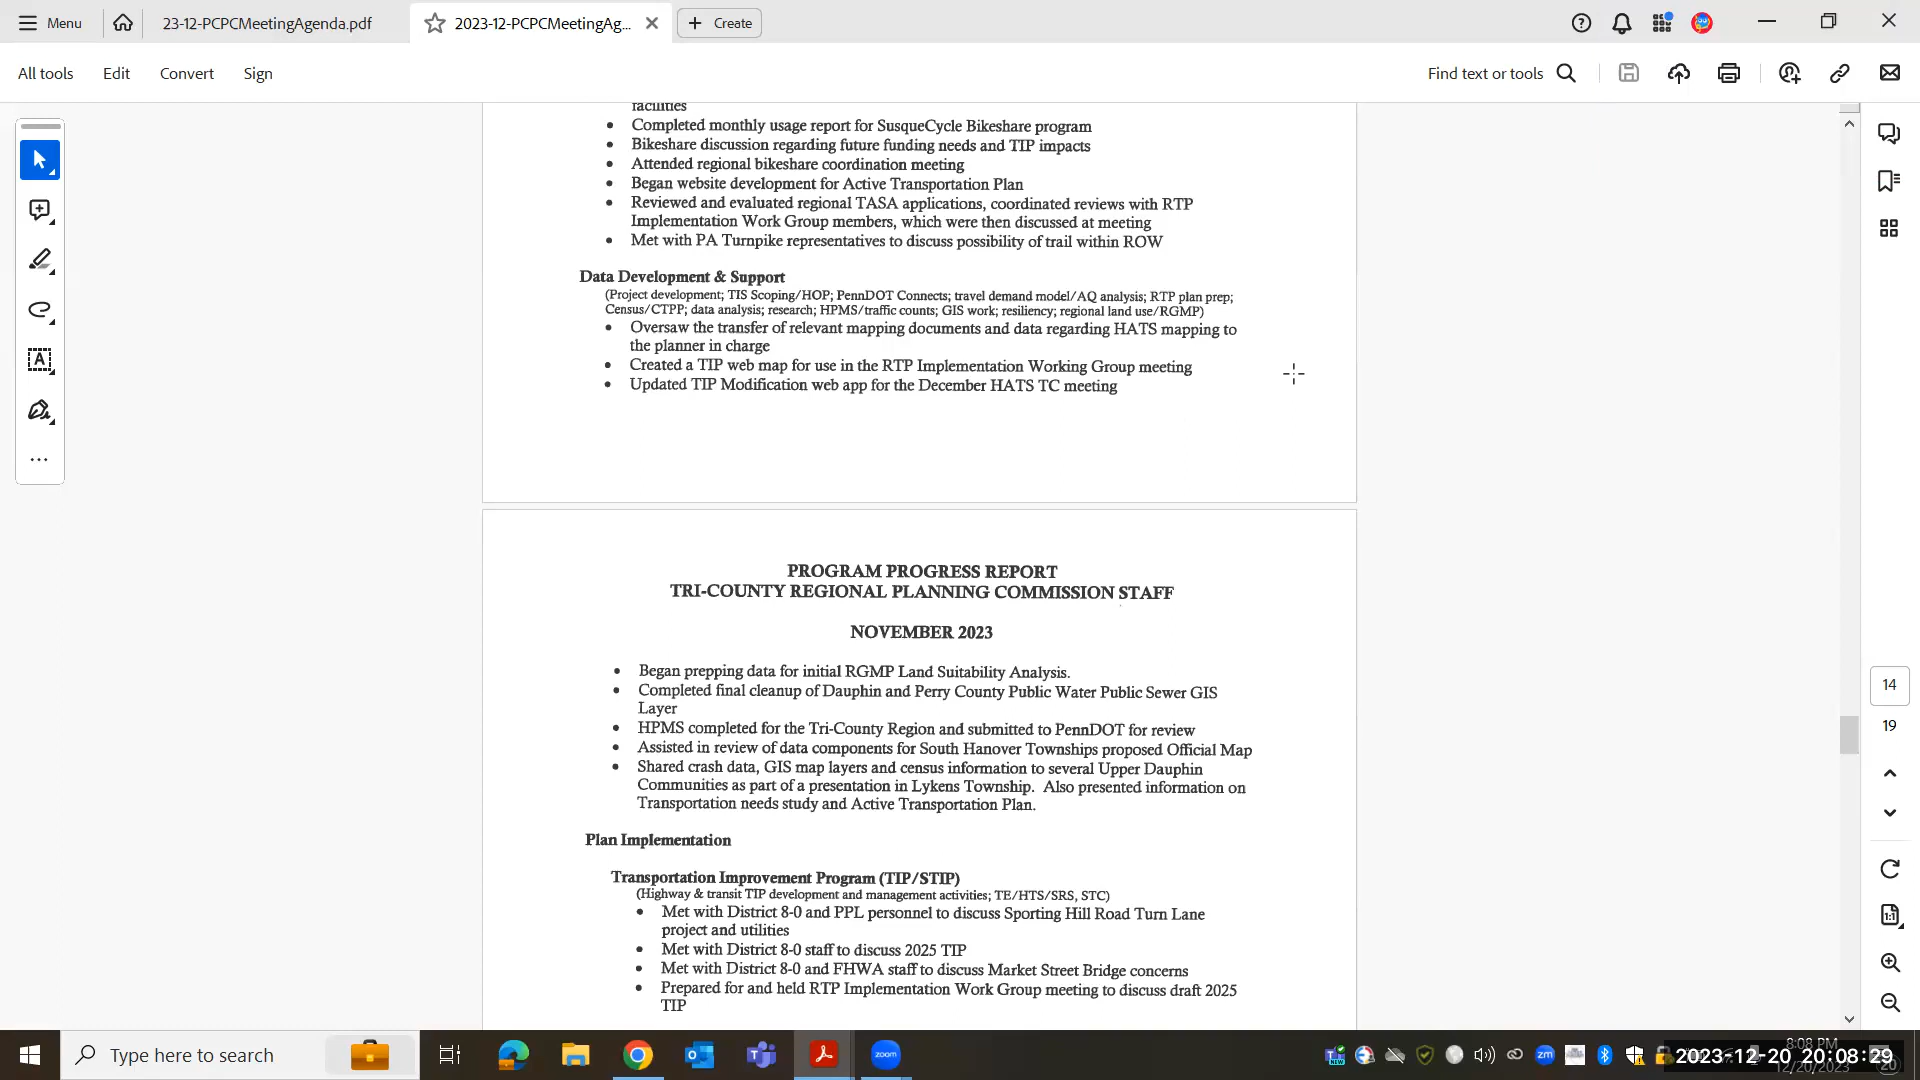 Menu
23-12-PCPCMeetingAgenda.pdf
2023-12-PCPCMeetingAg...
Create
All tools
Edit
Convert
Sign
Find text or tools
facilities
• Completed monthly usage report for SusqueCycle Bikeshare program
• Bikeshare discussion regarding future funding needs and TIP impacts
• Attended regional bikeshare coordination meeting
• Began website development for Active Transportation Plan
• Reviewed and evaluated regional TASA applications, coordinated reviews with RTP
Implementation Work Group members, which were then discussed at meeting
• Met with PA Turnpike representatives to discuss possibility of trail within ROW
Data Development & Support
(Project development; TIS Scoping/HOP; PennDOT Connects; travel demand model/AQ analysis; RTP plan prep;
Census/CTPP; data analysis; research; HPMS/traffic counts; GIS work; resiliency; regional land use/RGMP)
• Oversaw the transfer of relevant mapping documents and data regarding HATS mapping to
the planner in charge
• Created a TIP web map for use in the RTP Implementation Working Group meeting
• Updated TIP Modification web app for the December HATS TC meeting
PROGRAM PROGRESS REPORT
TRI-COUNTY REGIONAL PLANNING COMMISSION STAFF
NOVEMBER 2023
• Began prepping data for initial RGMP Land Suitability Analysis.
• Completed final cleanup of Dauphin and Perry County Public Water Public Sewer GIS
Layer
• HPMS completed for the Tri-County Region and submitted to PennDOT for review
• Assisted in review of data components for South Hanover Townships proposed Official Map
• Shared crash data, GIS map layers and census information to several Upper Dauphin
Communities as part of a presentation in Lykens Township. Also presented information on
Transportation needs study and Active Transportation Plan.
Plan Implementation
Transportation Improvement Program (TIP/STIP)
(Highway & transit TIP development and management activities; TE/HTS/SRS, STC)
• Met with District 8-0 and PPL personnel to discuss Sporting Hill Road Turn Lane
project and utilities
• Met with District 8-0 staff to discuss 2025 TIP
• Met with District 8-0 and FHWA staff to discuss Market Street Bridge concerns
• Prepared for and held RTP Implementation Work Group meeting to discuss draft 2025
TIP
14
19
Type here to search
zoom
zm
8:08 PM
2023-12-20 20:08:29
12/20/2023
20